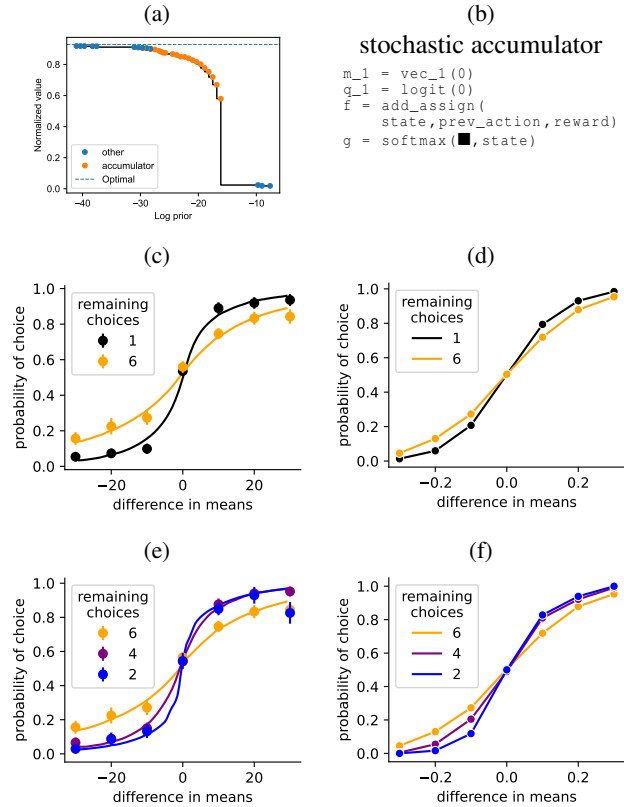 (a)
Normalized value
0.8
0.6
0.4
0.2
0.0
other
accumulator
Optimal
−40
−30
−20
−10
Log prior
(b)
stochastic accumulator
m_1 = vec_1(0)
q_1 = logit(0)
f = add_assign(
state,prev_action,reward)
g = softmax(■,state)
(c)
probability of choice
1.0
0.8
0.6
0.4
0.2
0.0
remaining
choices
1
6
−20
0
20
difference in means
(d)
probability of choice
1.0
0.8
0.6
0.4
0.2
0.0
remaining
choices
1
6
−0.2
0.0
0.2
difference in means
(e)
probability of choice
1.0
0.8
0.6
0.4
0.2
0.0
remaining
choices
6
4
2
−20
0
20
difference in means
(f)
probability of choice
1.0
0.8
0.6
0.4
0.2
0.0
remaining
choices
6
4
2
−0.2
0.0
0.2
difference in means